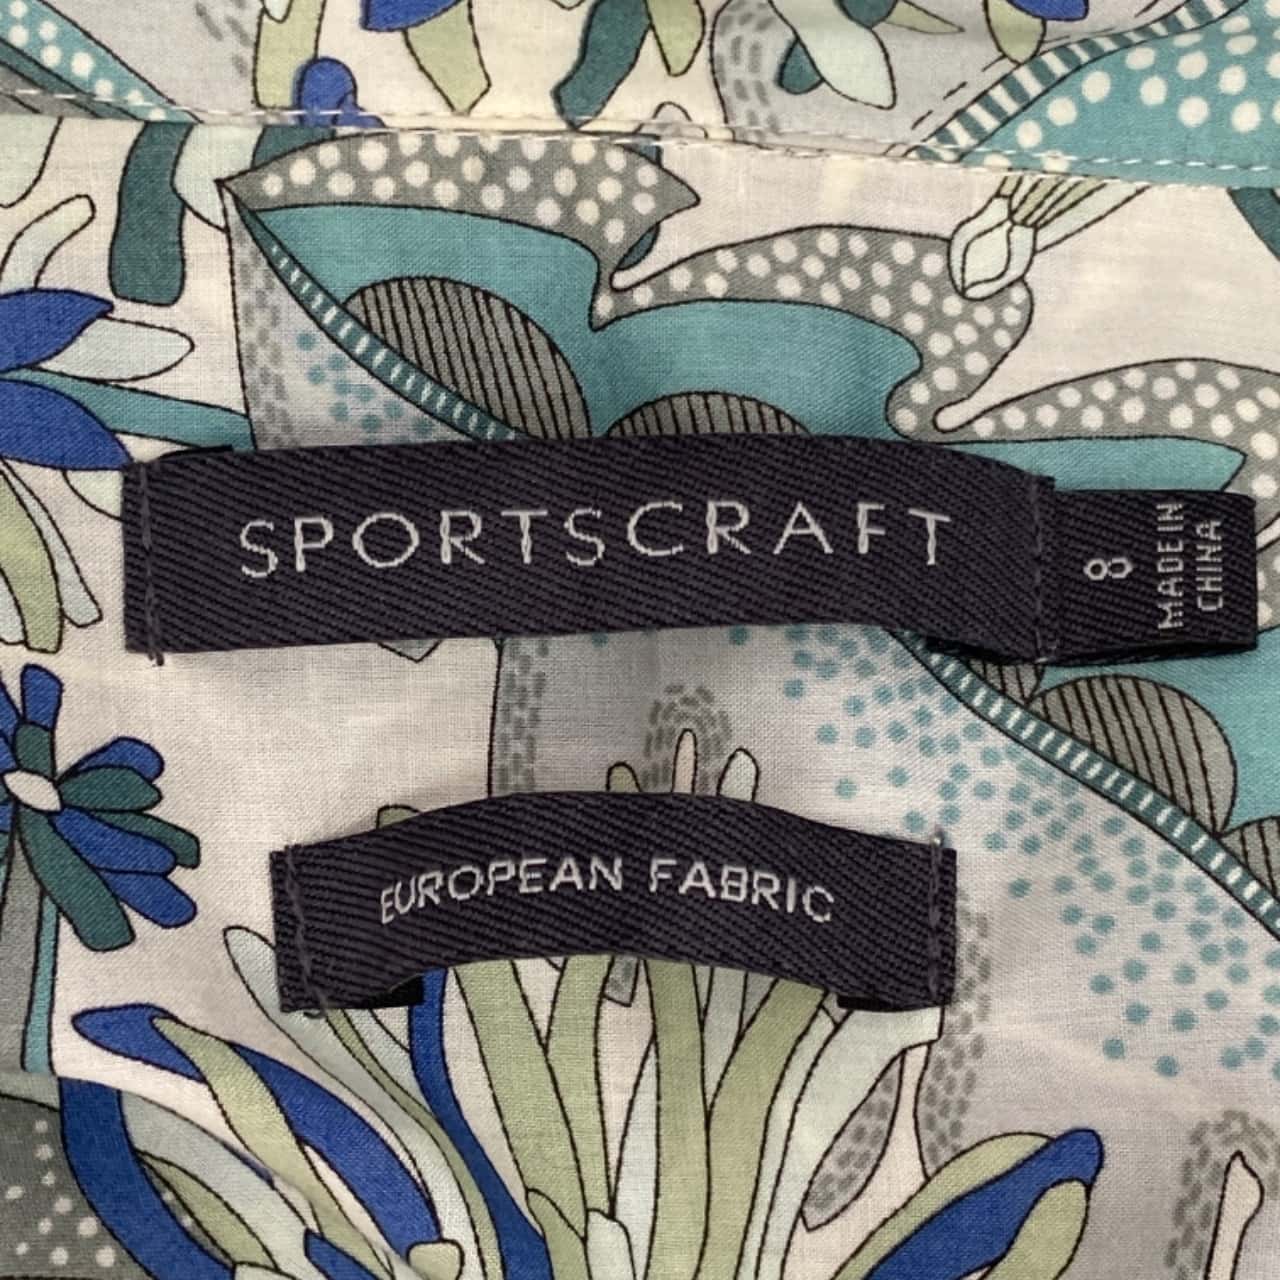 SPORTSCRAFT
8
MADE IN
CHINA
EUROPEAN FABRIC